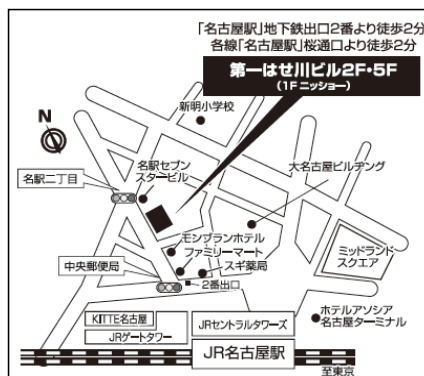 「名古屋駅」地下鉄出口2番より徒歩2分
各線「名古屋駅」桜通口より徒歩2分
第一はせ川ビル2F・5F
(1Fニッショー)
新明小学校
N
名駅セブン
スタービル
大名古屋ビルヂング
名駅二丁目
モンブランホテル
ファミリーマート
スギ薬局
ミッドランド
スクエア
中央郵便局
2番出口
KITTE名古屋
JRセントラルタワーズ
ホテルアソシア
名古屋ターミナル
JRゲートタワー
JR名古屋駅
至東京